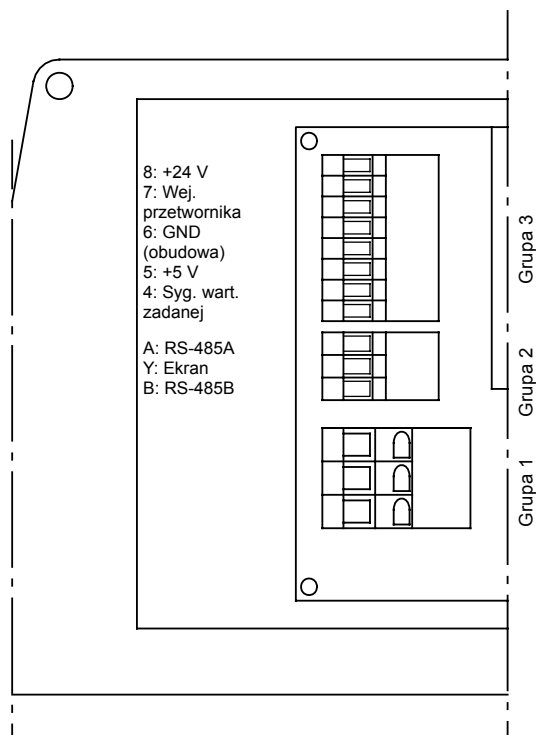 8: +24 V
7: Wej.
przetwornika
6: GND
(obudowa)
5: +5 V
4: Syg. wart.
zadanej
A: RS-485A
Y: Ekran
B: RS-485B
Grupa 3
Grupa 2
Grupa 1